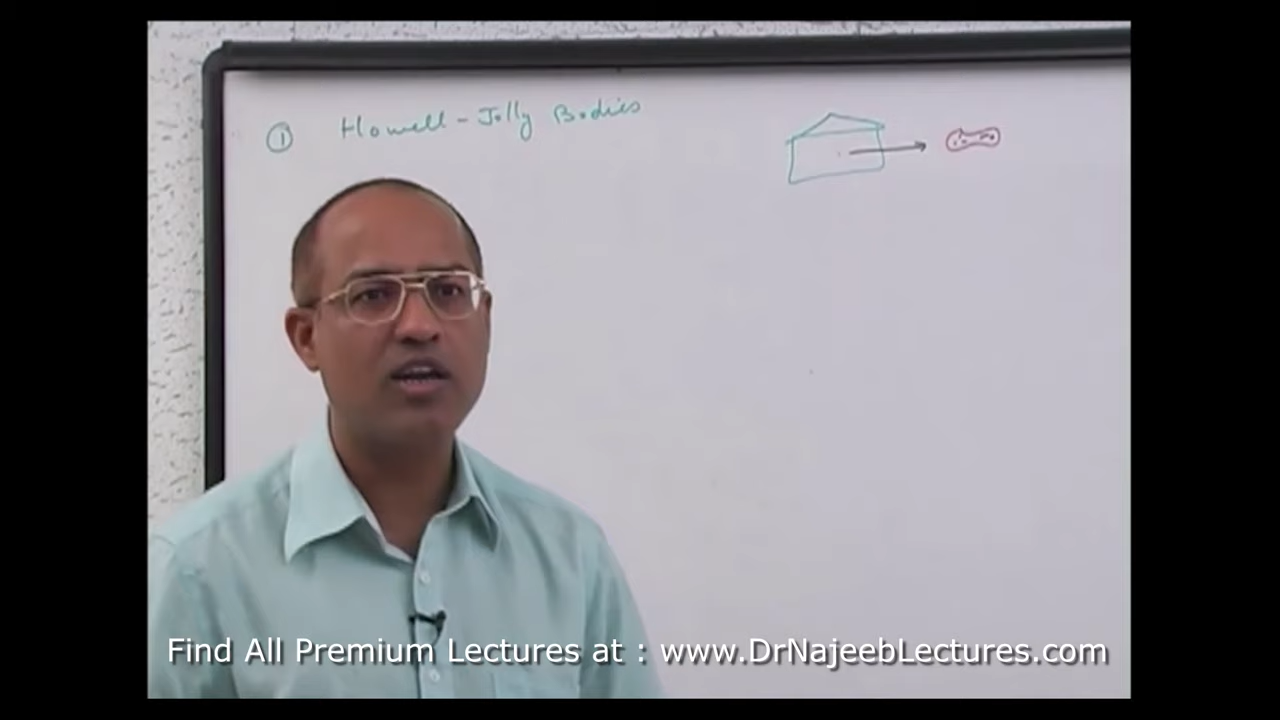 ① Howell-Jolly Bodies
Find All Premium Lectures at : www.DrNajeebLectures.com